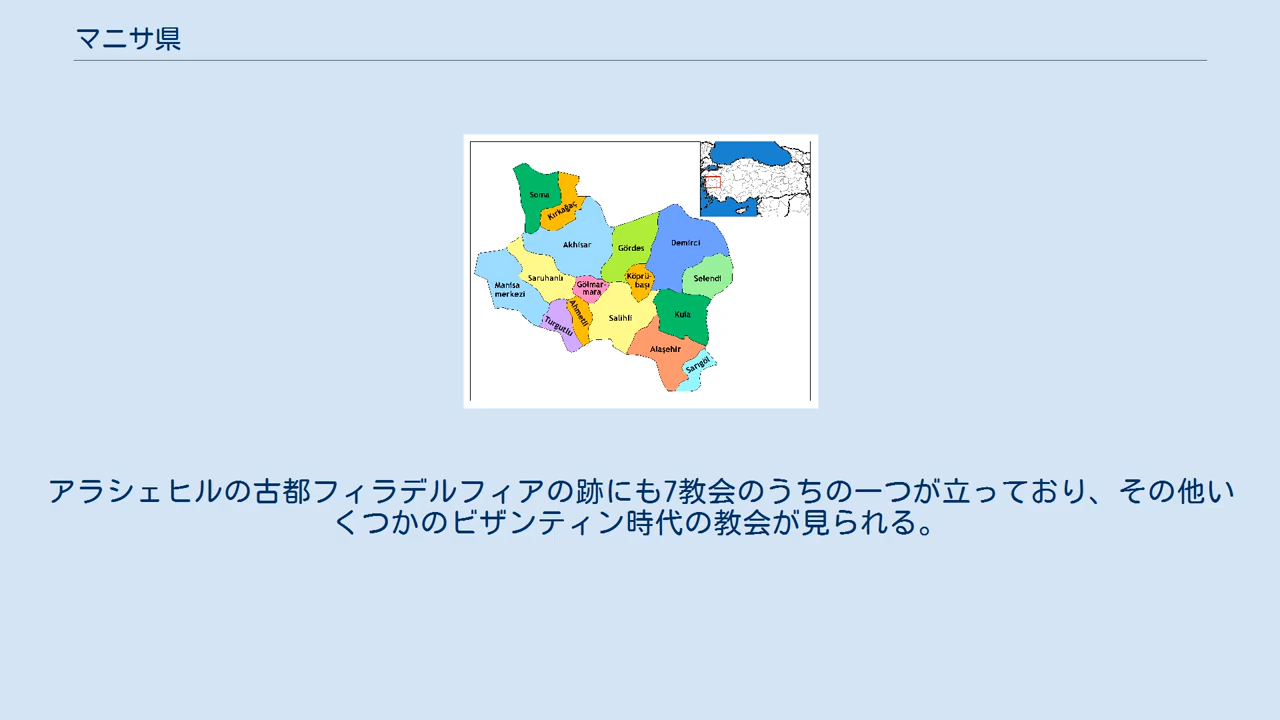 マニサ県
Soma
Kırkağaç
Akhisar
Gördes
Demirci
Selendi
Köprü-
başı
Saruhanlı
Gölmar-
mara
Manisa
merkezi
Turgutlu
Ahmetli
Salihli
Kula
Alaşehir
Sarıgöl
アラシェヒルの古都フィラデルフィアの跡にも7教会のうちの一つが立っており、その他い
くつかのビザンティン時代の教会が見られる。